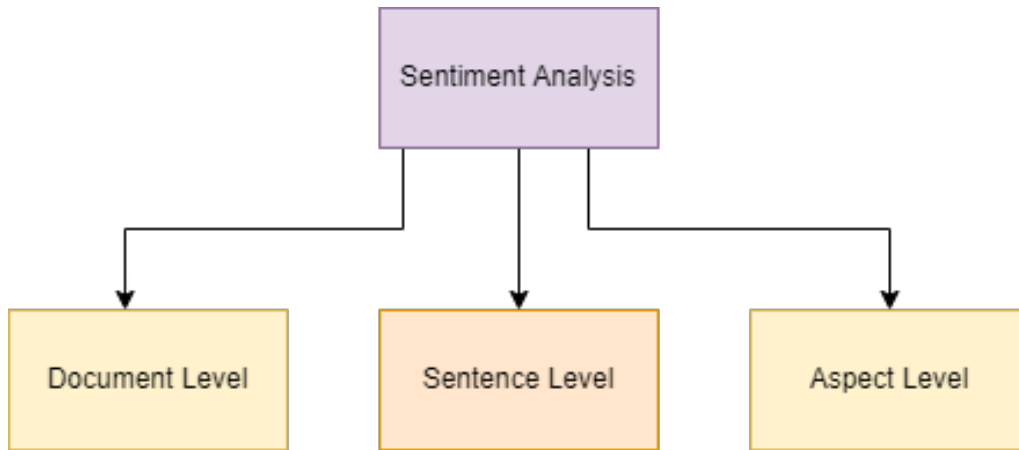 Sentiment Analysis
Document Level
Sentence Level
Aspect Level